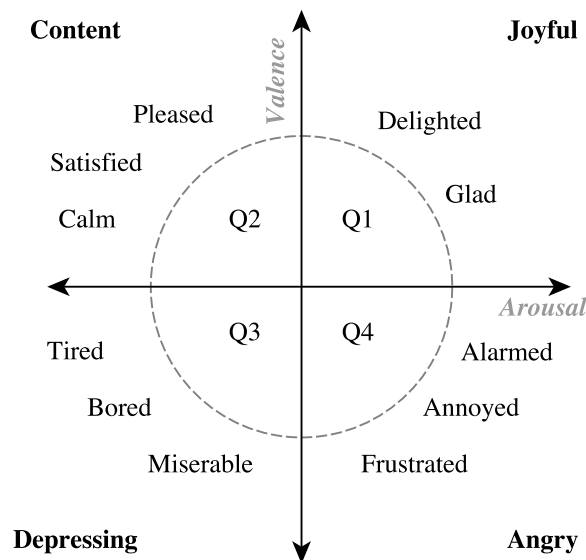 Content
Joyful
Valence
Pleased
Delighted
Satisfied
Glad
Calm
Q2
Q1
Arousal
Q3
Q4
Tired
Alarmed
Bored
Annoyed
Miserable
Frustrated
Depressing
Angry